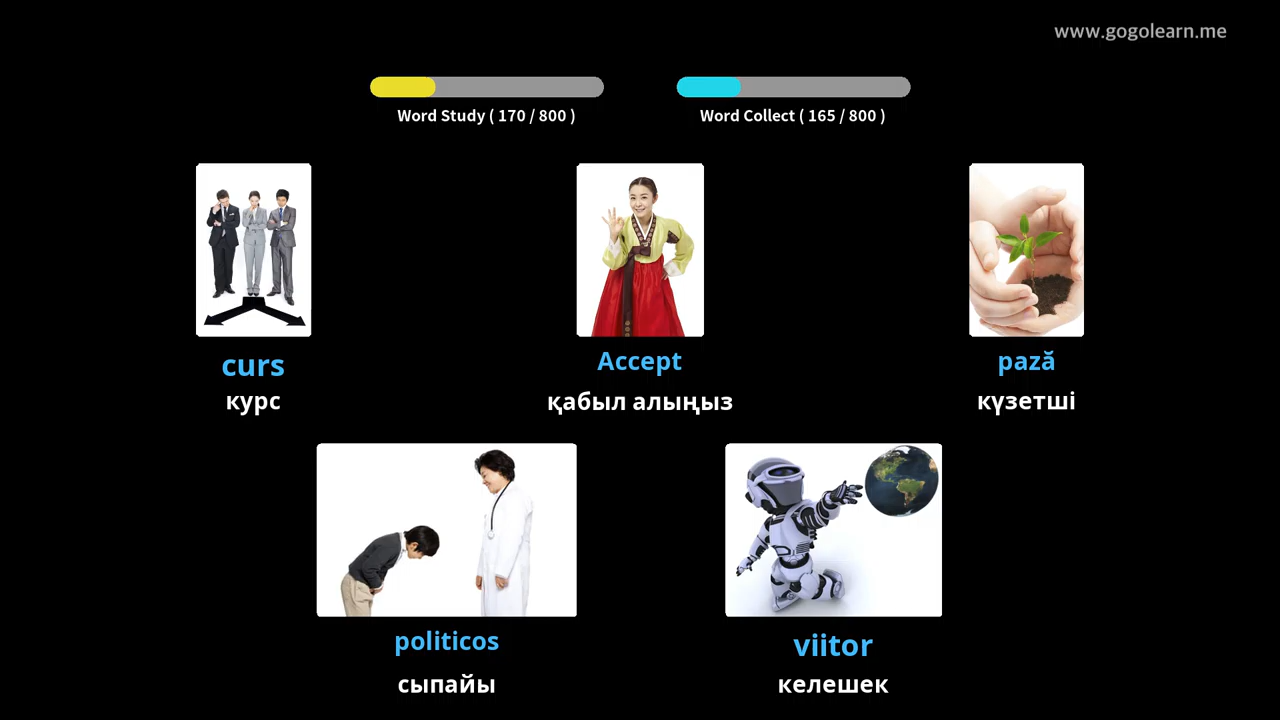 www.gogolearn.me
Word Study ( 170 / 800 )
Word Collect ( 165 / 800 )
curs
курс
Accept
қабыл алыңыз
pază
күзетші
politicos
сыпайы
viitor
келешек